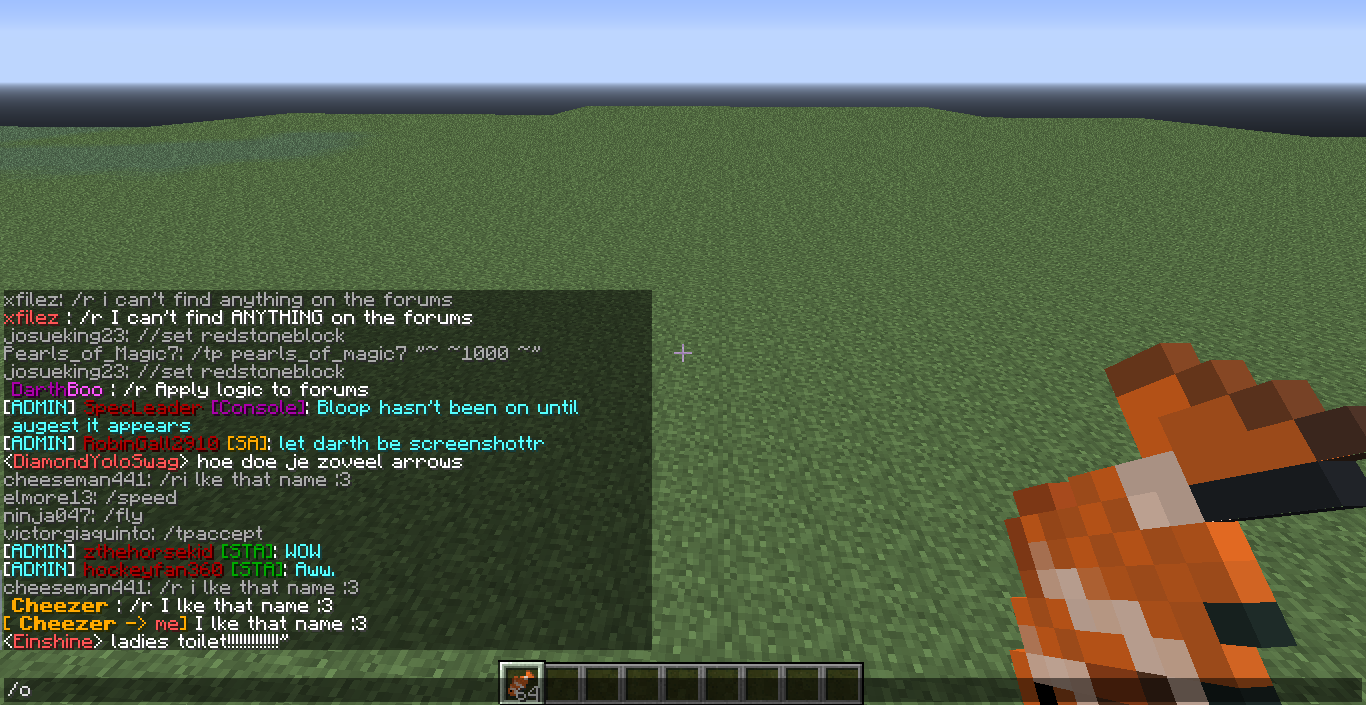 xfilez: /r i can't find anything on the forums
xfilez : /r I can't find ANYTHING on the forums
josueking23: //set redstoneblock
Pearls_of_Magic7: /tp pearls_of_magic7 "~ ~1000 ~"
josueking23: //set redstoneblock
DarthBoo : /r Apply logic to forums
[ADMIN] SpecLeader [Console]: Bloop hasn't been on until
augest it appears
[ADMIN] RobinGall2910 [SA]: let darth be screenshottr
<DiamondYoloSwag> hoe doe je zoveel arrows
cheeseman441: /ri lke that name :3
elmore13: /speed
ninja047: /fly
victorgiaquinto: /tpaccept
[ADMIN] zthehorsekid [STA]: WOW
[ADMIN] hockeyfan360 [STA]: Aww.
cheeseman441: /r i lke that name :3
Cheezer : /r I lke that name :3
[ Cheezer -> me] I lke that name :3
<Einshine> ladies toilet!!!!!!!!!!!!!"
64
/o